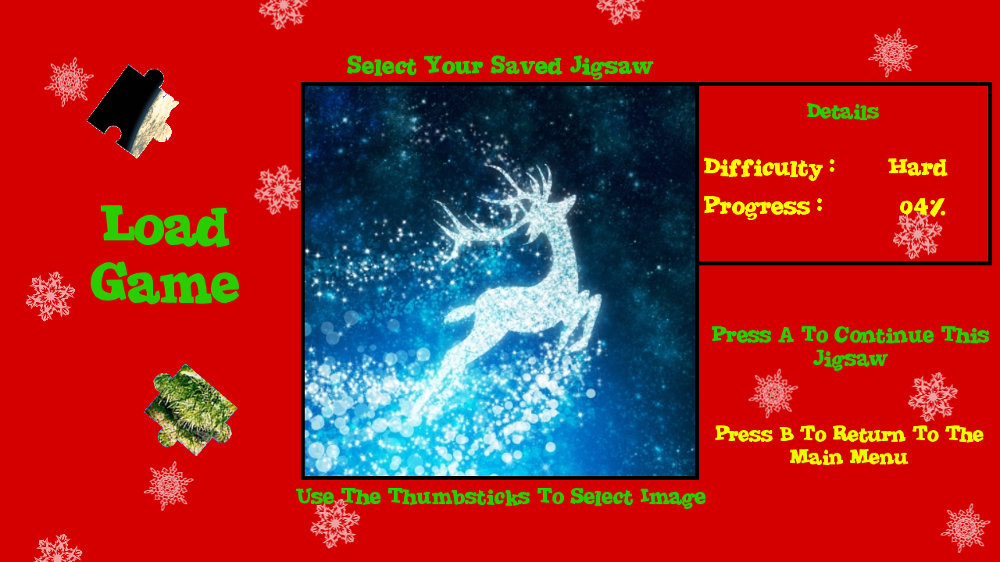 Select Your Saved Jigsaw
Load
Game
Details
Difficulty : Hard
Progress : 04%
Press A To Continue This
Jigsaw
Press B To Return To The
Main Menu
Use The Thumbsticks To Select Image